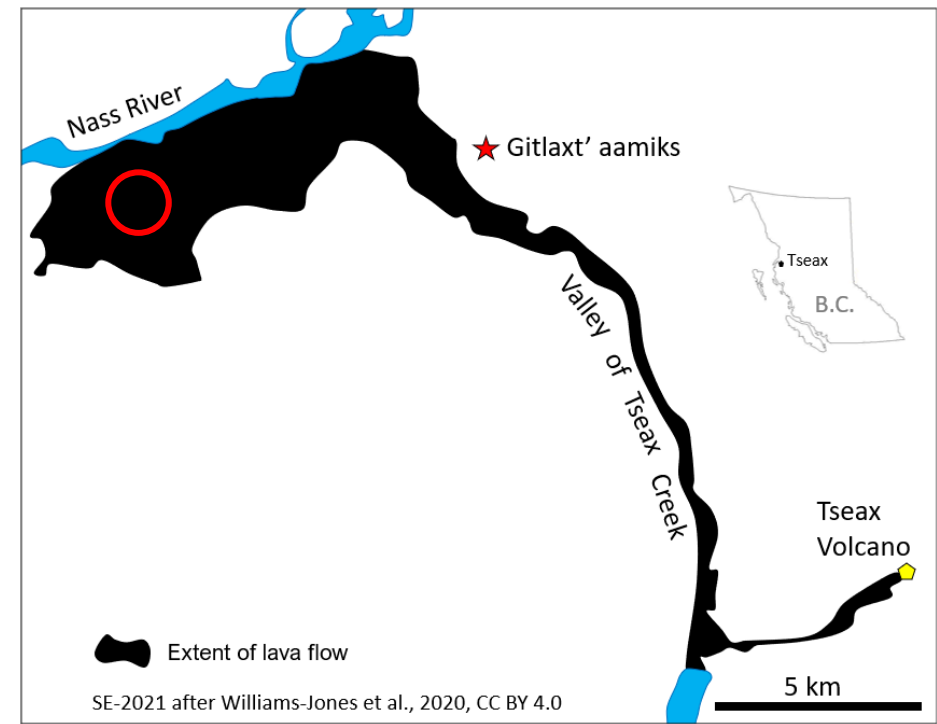 Nass River
Gitlaxt’ aamiks
Tseax
B.C.
Valley of Tseax Creek
Tseax
Volcano
Extent of lava flow
5 km
SE-2021 after Williams-Jones et al., 2020, CC BY 4.0